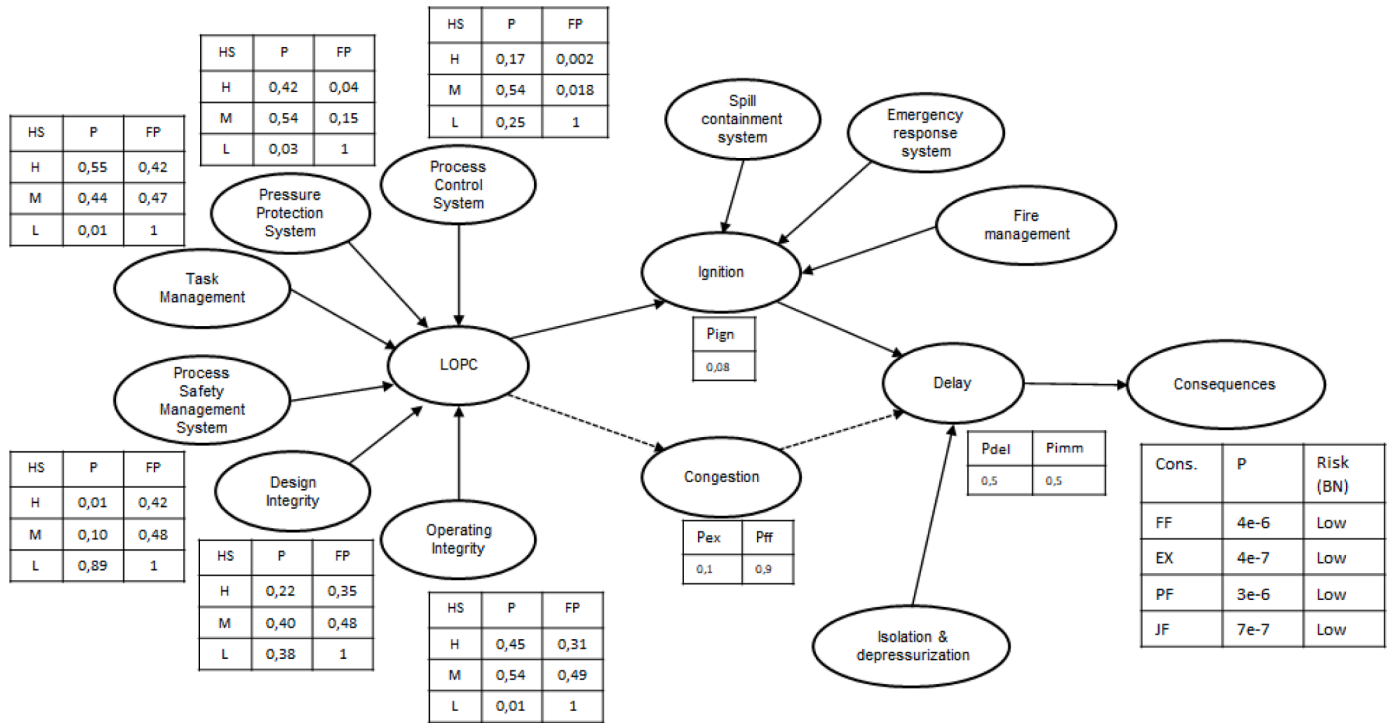 HS P FP
H 0,17 0,002
M 0,54 0,018
L 0,25 1
HS P FP
H 0,42 0,04
M 0,54 0,15
L 0,03 1
HS P FP
H 0,55 0,42
M 0,44 0,47
L 0,01 1
Spill
containment
system
Emergency
response
system
Process
Control
System
Pressure
Protection
System
Fire
management
Task
Management
Ignition
Pign
0,08
LOPC
Process
Safety
Management
System
Delay
Consequences
Pdel Pimm
0,5 0,5
HS P FP
H 0,01 0,42
M 0,10 0,48
L 0,89 1
Design
Integrity
Operating
Integrity
Congestion
Pex Pff
0,1 0,9
Cons. P Risk
(BN)
FF 4e-6 Low
EX 4e-7 Low
PF 3e-6 Low
JF 7e-7 Low
HS P FP
H 0,22 0,35
M 0,40 0,48
L 0,38 1
HS P FP
H 0,45 0,31
M 0,54 0,49
L 0,01 1
Isolation &
depressurization